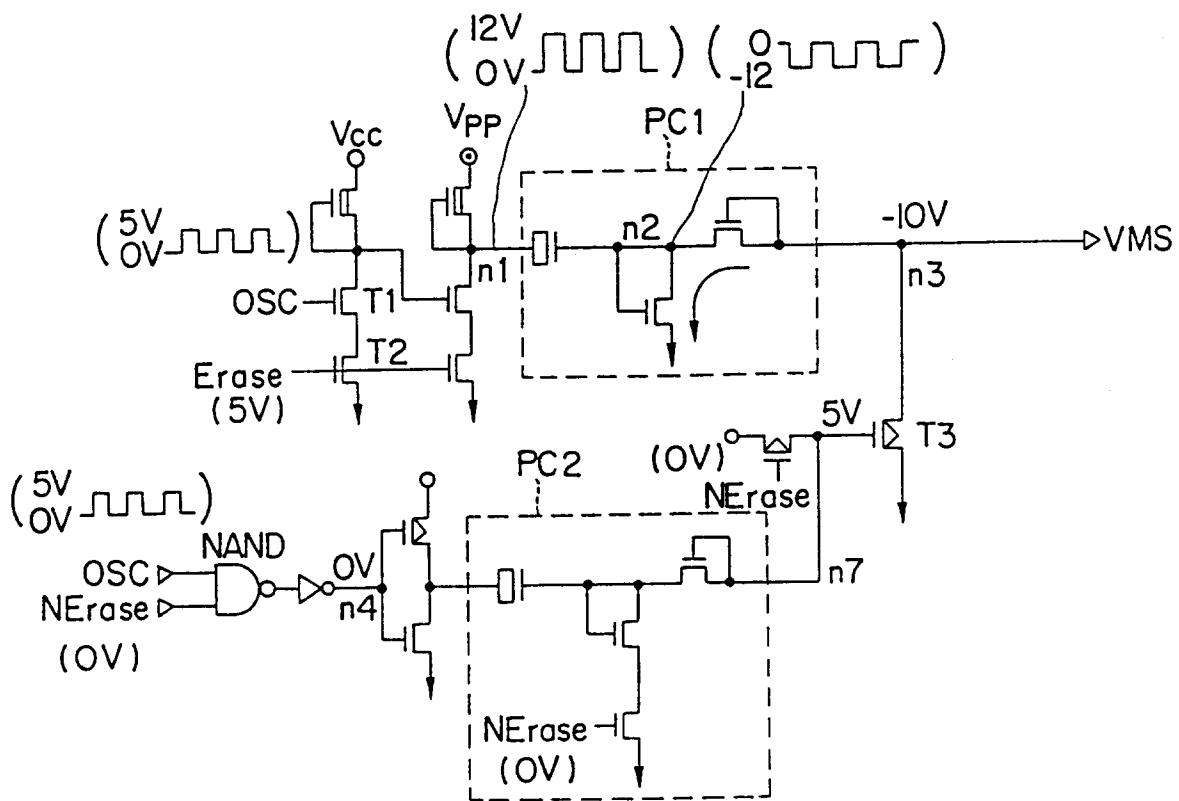 12V
0V
0
-12
Vcc
VPP
PC1
5V
0V
n1
n2
-10V
VMS
n3
OSC
T1
T2
Erase
(5V)
5V
T3
(0V)
NErase
PC2
5V
0V
NAND
OSC
0V
n4
n7
NErase
(0V)
NErase
(0V)